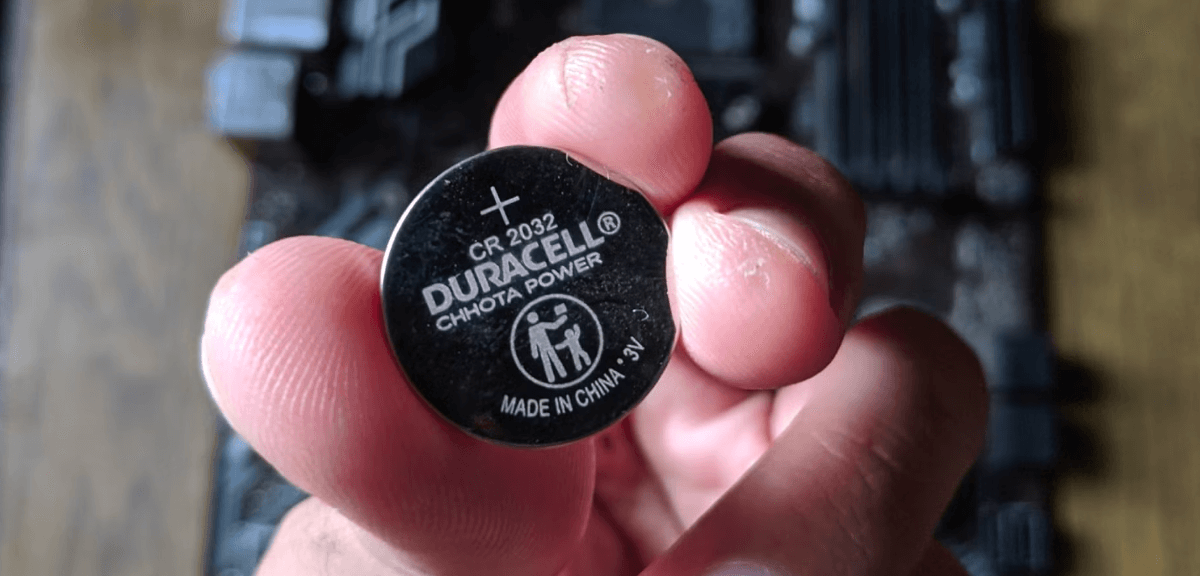 +
CR 2032
DURACELL®
CHHOTA POWER
MADE IN CHINA • 3V